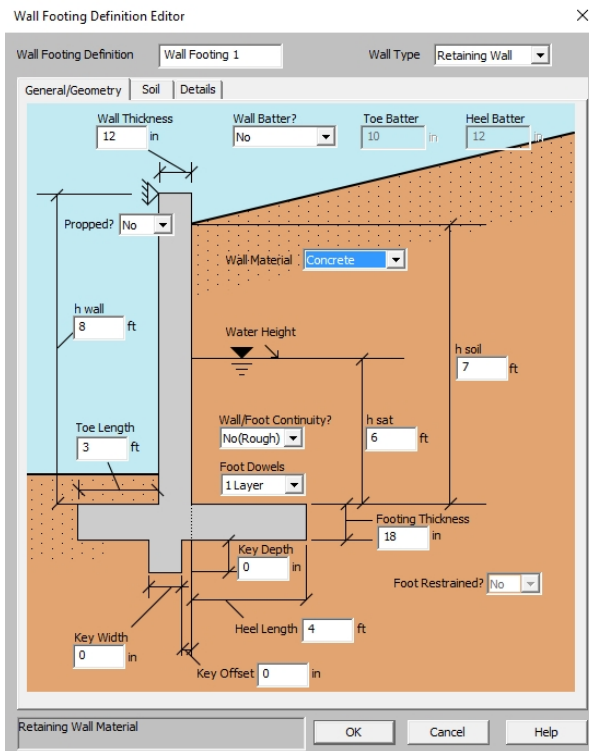 Wall Footing Definition Editor
Wall Footing Definition Wall Footing 1 Wall Type Retaining Wall
General/Geometry Soil Details
Wall Thickness Wall Batter? Toe Batter Heel Batter
12 in No 10 in 12 in
Propped? No
Wall Material Concrete
h wall
8 ft
Water Height
h soil
7 ft
Toe Length
3 ft
Wall/Foot Continuity? h sat
No(Rough) 6 ft
Foot Dowels
1 Layer
Footing Thickness
18 in
Key Depth
0 in
Foot Restrained? No
Heel Length 4 ft
Key Width
0 in
Key Offset 0 in
Retaining Wall Material OK Cancel Help